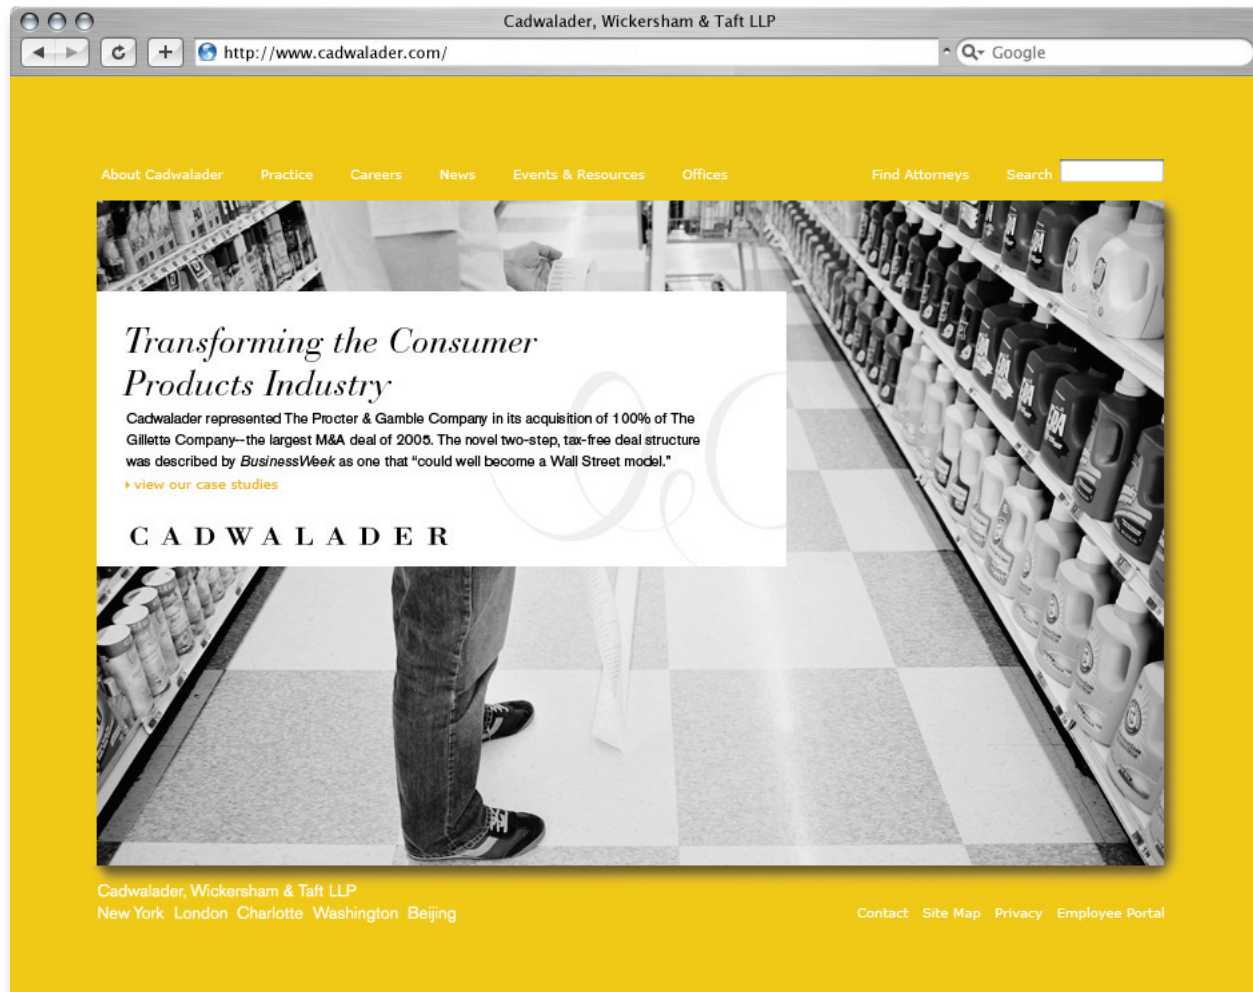 Cadwalader, Wickersham & Taft LLP
http://www.cadwalader.com/
Google
About Cadwalader Practice Careers News Events & Resources Offices Find Attorneys Search
Transforming the Consumer
Products Industry
Cadwalader represented The Procter & Gamble Company in its acquisition of 100% of The
Gillette Company--the largest M&A deal of 2005. The novel two-step, tax-free deal structure
was described by BusinessWeek as one that “could well become a Wall Street model.”
view our case studies
CADWALADER
Cadwalader, Wickersham & Taft LLP
New York London Charlotte Washington Beijing
Contact Site Map Privacy Employee Portal